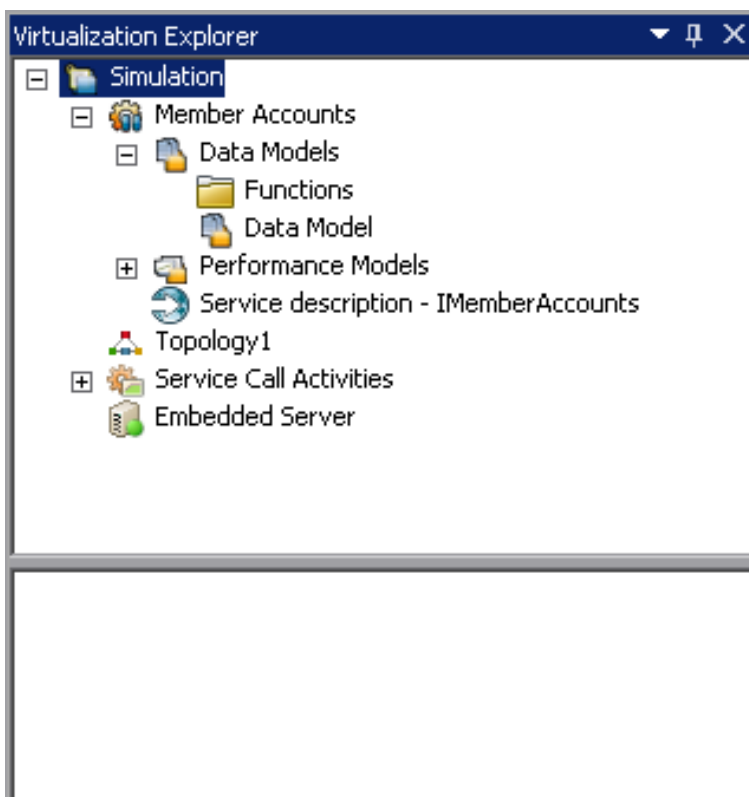 Virtualization Explorer
Simulation
Member Accounts
Data Models
Functions
Data Model
Performance Models
Service description - IMemberAccounts
Topology1
Service Call Activities
Embedded Server